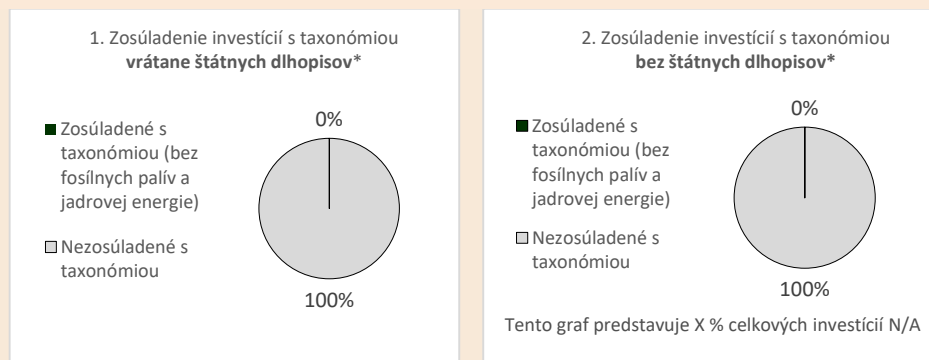 1. Zosúladenie investícií s taxonómiou
vrátane štátnych dlhopisov*
0%
Zosúladené s
taxonómiou (bez
fosílnych palív a
jadrovej energie)
Nezosúladené s
taxonómiou
100%
2. Zosúladenie investícií s taxonómiou
bez štátnych dlhopisov*
0%
Zosúladené s
taxonómiou (bez
fosílnych palív a
jadrovej energie)
Nezosúladené s
taxonómiou
100%
Tento graf predstavuje X % celkových investícií N/A